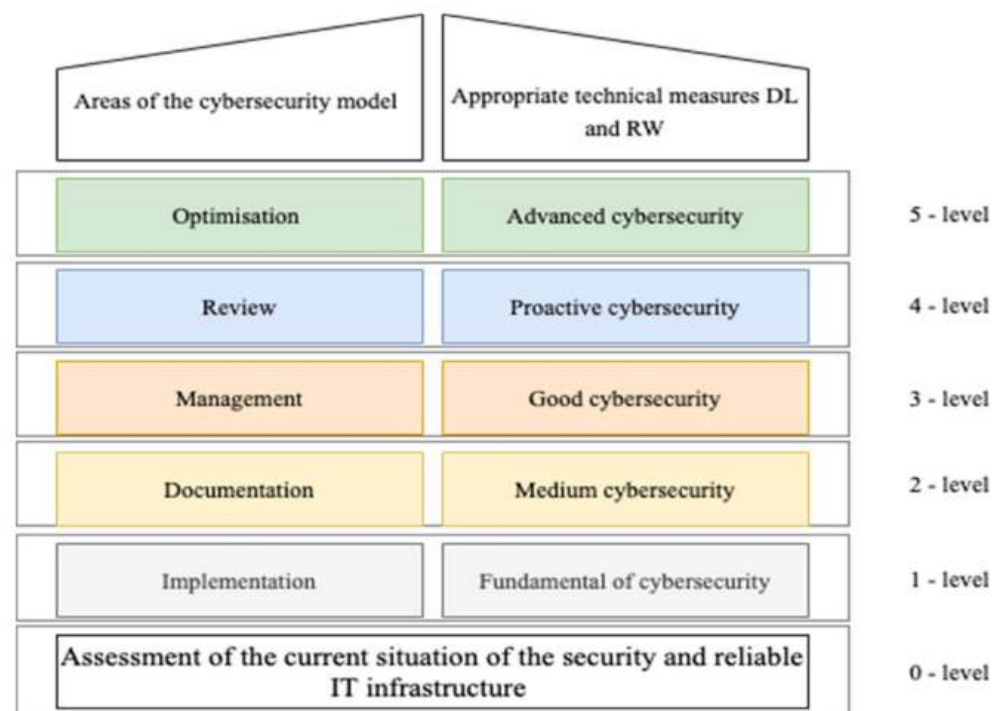 Areas of the cybersecurity model
Appropriate technical measures DL
and RW
Optimisation
Advanced cybersecurity
5 - level
Review
Proactive cybersecurity
4 - level
Management
Good cybersecurity
3 - level
Documentation
Medium cybersecurity
2 - level
Implementation
Fundamental of cybersecurity
1 - level
Assessment of the current situation of the security and reliable
IT infrastructure
0 - level